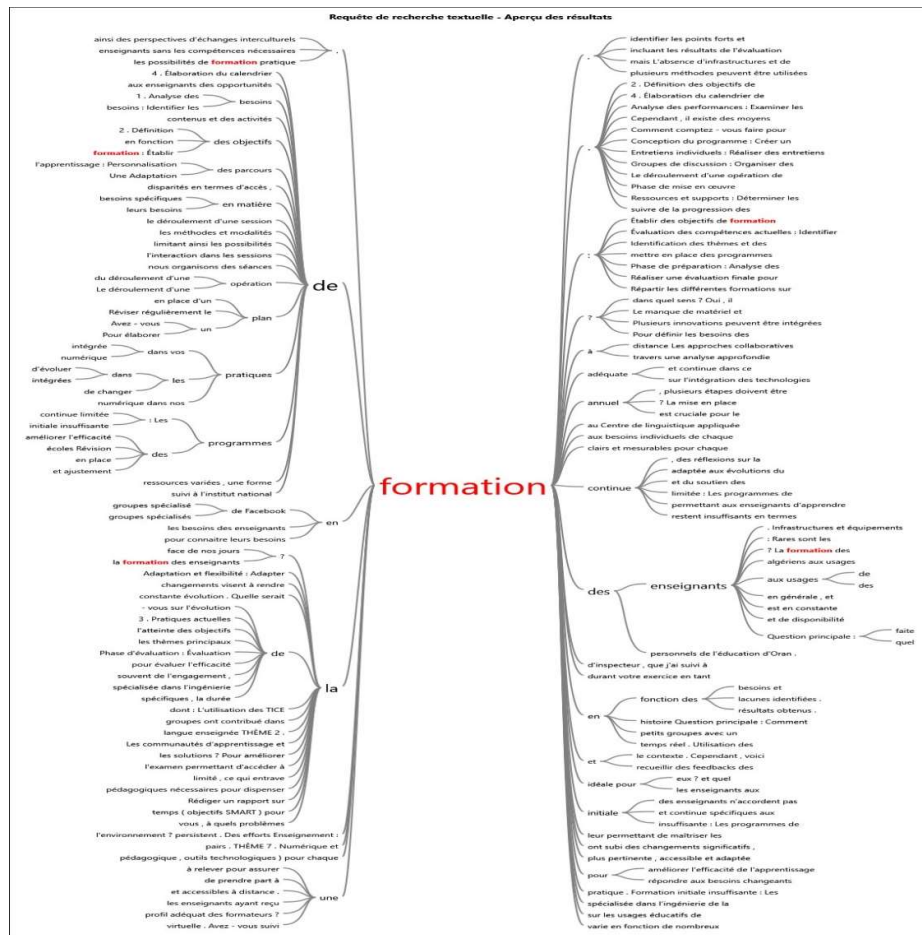 Requête de recherche textuelle - Aperçu des résultats
ainsi des perspectives d'échanges interculturels
enseignants sans les compétences nécessaires
les possibilités de formation pratique
.
4 . Élaboration du calendrier
aux enseignants des opportunités
1 . Analyse des
besoins : Identifier les
besoins
contenus et des activités
2 . Définition
en fonction
formation : Établir
des objectifs
l'apprentissage : Personnalisation
Une Adaptation
des parcours
disparités en termes d'accès ,
besoins spécifiques
leurs besoins
en matière
le déroulement d'une session
les méthodes et modalités
limitant ainsi les possibilités
l'interaction dans les sessions
nous organisons des séances
du déroulement d'une
Le déroulement d'une
opération
en place d'un
Réviser régulièrement le
Avez - vous
Pour élaborer
un
plan
intégrée
numérique
dans vos
d'évoluer
intégrées
dans
de changer
les
numérique dans nos
pratiques
continue limitée
initiale insuffisante
: Les
améliorer l'efficacité
écoles Révision
en place
et ajustement
des
programmes
ressources variées , une forme
suivi à l'institut national
de
groupes spécialisé
groupes spécialisés
de Facebook
les besoins des enseignants
pour connaitre leurs besoins
en
face de nos jours
la formation des enseignants
?
Adaptation et flexibilité : Adapter
changements visent à rendre
constante évolution . Quelle serait
- vous sur l'évolution
3 . Pratiques actuelles
l'atteinte des objectifs
les thèmes principaux
Phase d'évaluation : Évaluation
pour évaluer l'efficacité
souvent de l'engagement ,
spécialisée dans l'ingénierie
spécifiques , la durée
de
dont : L'utilisation des TICE
groupes ont contribué dans
langue enseignée THÈME 2 .
Les communautés d'apprentissage et
les solutions ? Pour améliorer
l'examen permettant d'accéder à
limité , ce qui entrave
pédagogiques nécessaires pour dispenser
Rédiger un rapport sur
temps ( objectifs SMART ) pour
vous , à quels problèmes
la
l'environnement ? persistent . Des efforts Enseignement :
pairs . THÈME 7 . Numérique et
pédagogique , outils technologiques ) pour chaque
à relever pour assurer
de prendre part à
et accessibles à distance .
les enseignants ayant reçu
profil adéquat des formateurs ?
virtuelle . Avez - vous suivi
une
formation
identifier les points forts et
incluant les résultats de l'évaluation
mais L'absence d'infrastructures et de
plusieurs méthodes peuvent être utilisées
2 . Définition des objectifs de
4 . Élaboration du calendrier de
Analyse des performances : Examiner les
Cependant , il existe des moyens
Comment comptez - vous faire pour
Conception du programme : Créer un
Entretiens individuels : Réaliser des entretiens
Groupes de discussion : Organiser des
Le déroulement d'une opération de
Phase de mise en œuvre
Ressources et supports : Déterminer les
suivre de la progression des
.
Établir des objectifs de formation
Évaluation des compétences actuelles : Identifier
Identification des thèmes et des
mettre en place des programmes
Phase de préparation : Analyse des
Réaliser une évaluation finale pour
Répartir les différentes formations sur
:
dans quel sens ? Oui , il
Le manque de matériel et
Plusieurs innovations peuvent être intégrées
Pour définir les besoins des
?
à
distance Les approches collaboratives
travers une analyse approfondie
adéquate
et continue dans ce
sur l'intégration des technologies
annuel
, plusieurs étapes doivent être
? La mise en place
est cruciale pour le
au Centre de linguistique appliquée
aux besoins individuels de chaque
clairs et mesurables pour chaque
continue
, des réflexions sur la
adaptée aux évolutions du
et du soutien des
limitée : Les programmes de
permettant aux enseignants d'apprendre
restent insuffisants en termes
des
enseignants
. Infrastructures et équipements
: Rares sont les
? La formation des
algériens aux usages
aux usages
de
des
en générale , et
est en constante
et de disponibilité
Question principale :
faite
quel
personnels de l'éducation d'Oran .
d'inspecteur , que j'ai suivi à
durant votre exercice en tant
en
fonction des
besoins et
lacunes identifiées .
résultats obtenus .
histoire Question principale : Comment
petits groupes avec un
temps réel . Utilisation des
et
le contexte . Cependant , voici
recueillir des feedbacks des
idéale pour
eux ? et quel
les enseignants aux
initiale
des enseignants n'accordent pas
et continue spécifiques aux
insuffisante : Les programmes de
leur permettant de maîtriser les
ont subi des changements significatifs ,
plus pertinente , accessible et adaptée
pour
améliorer l'efficacité de l'apprentissage
répondre aux besoins changeants
pratique . Formation initiale insuffisante : Les
spécialisée dans l'ingénierie de la
sur les usages éducatifs de
varie en fonction de nombreux